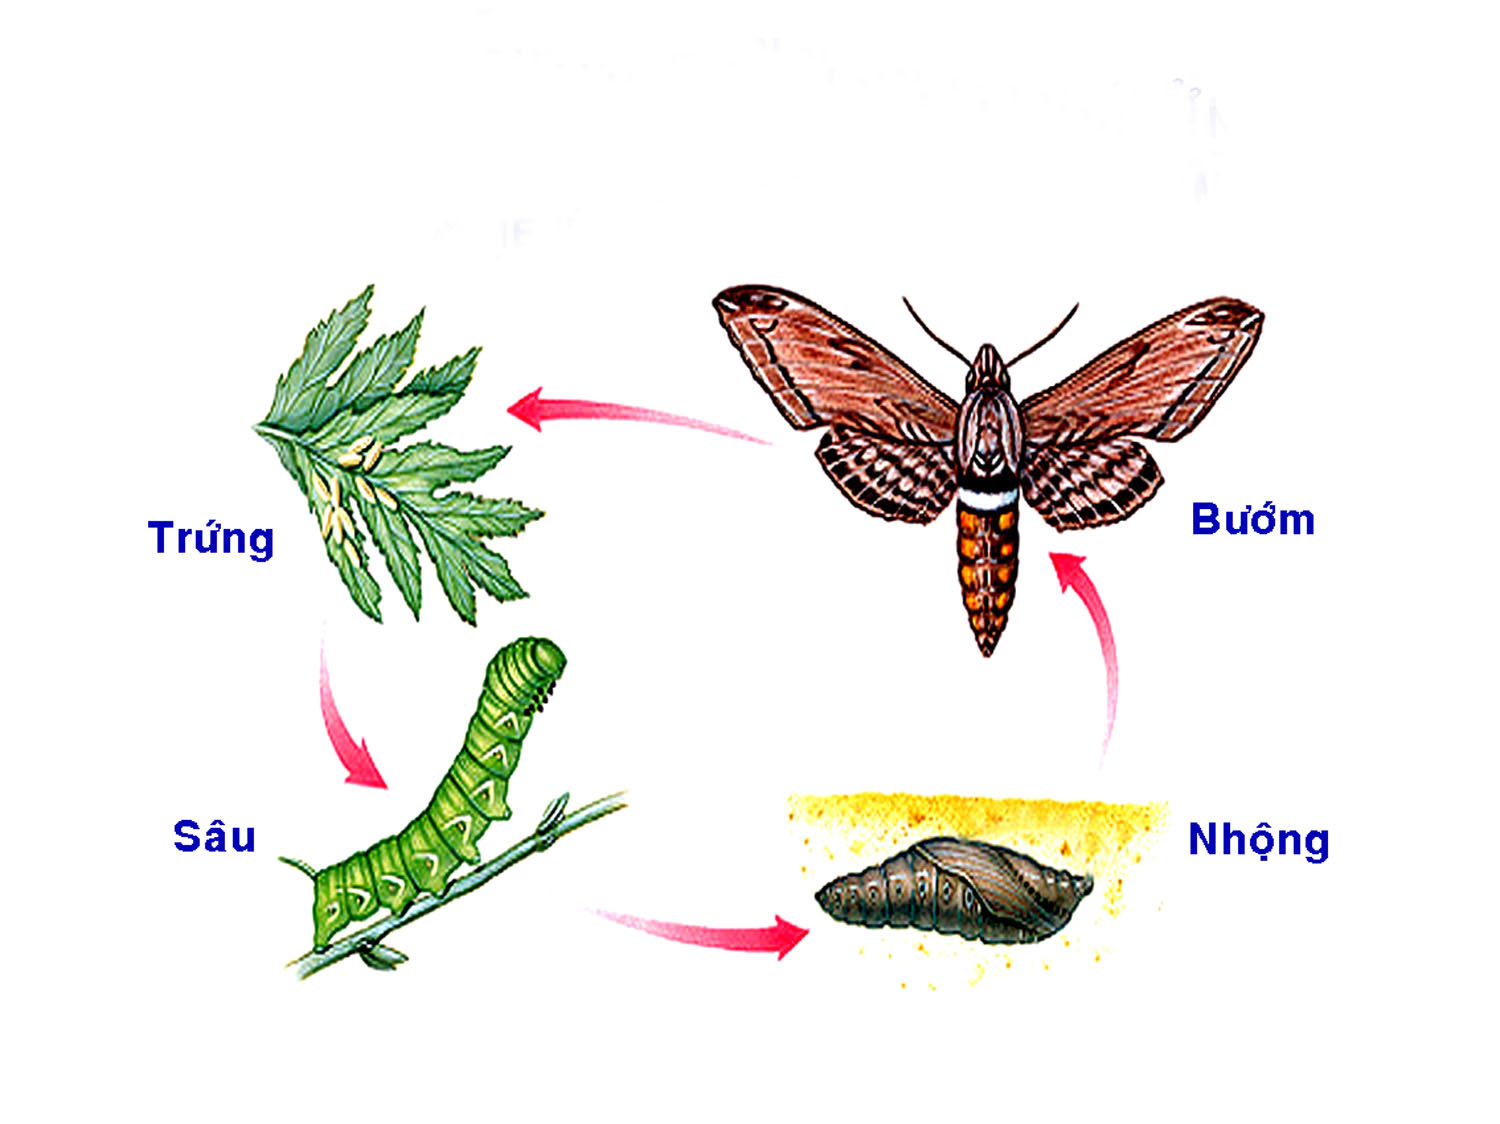 Trứng
Bướm
Sâu
Nhộng